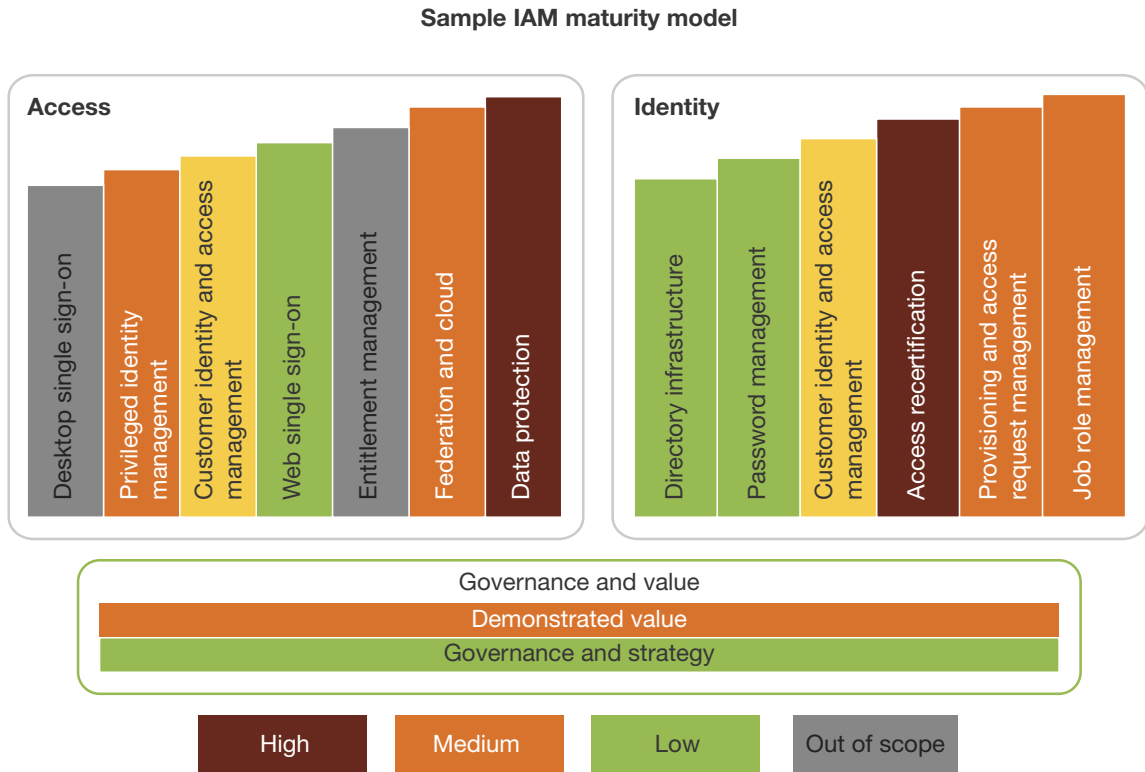 Sample IAM maturity model
Access
Desktop single sign-on
Privileged identity
management
Customer identity and access
management
Web single sign-on
Entitlement management
Federation and cloud
Data protection
Identity
Directory infrastructure
Password management
Customer identity and access
management
Access recertification
Provisioning and access
request management
Job role management
Governance and value
Demonstrated value
Governance and strategy
High
Medium
Low
Out of scope